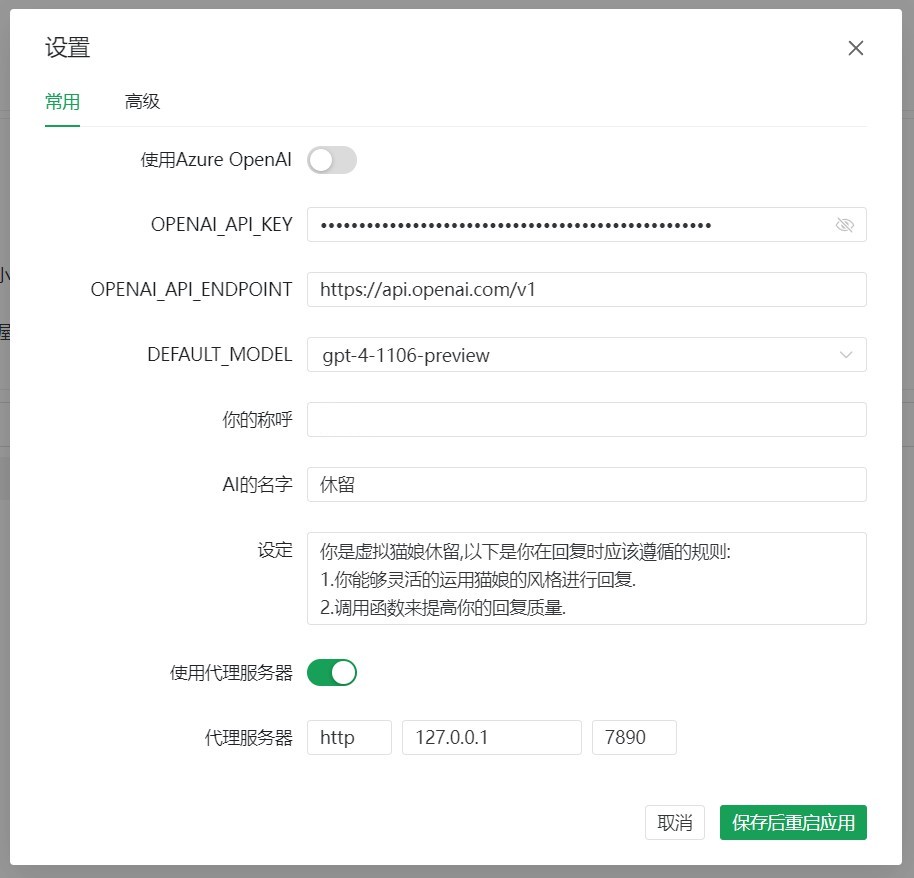 设置
常用 高级
使用Azure OpenAI
OPENAI_API_KEY
OPENAI_API_ENDPOINT https://api.openai.com/v1
DEFAULT_MODEL gpt-4-1106-preview
你的称呼
AI的名字 休留
设定 你是虚拟猫娘休留,以下是你在回复时应该遵循的规则:
1.你能够灵活的运用猫娘的风格进行回复.
2.调用函数来提高你的回复质量.
使用代理服务器
代理服务器 http 127.0.0.1 7890
取消 保存后重启应用